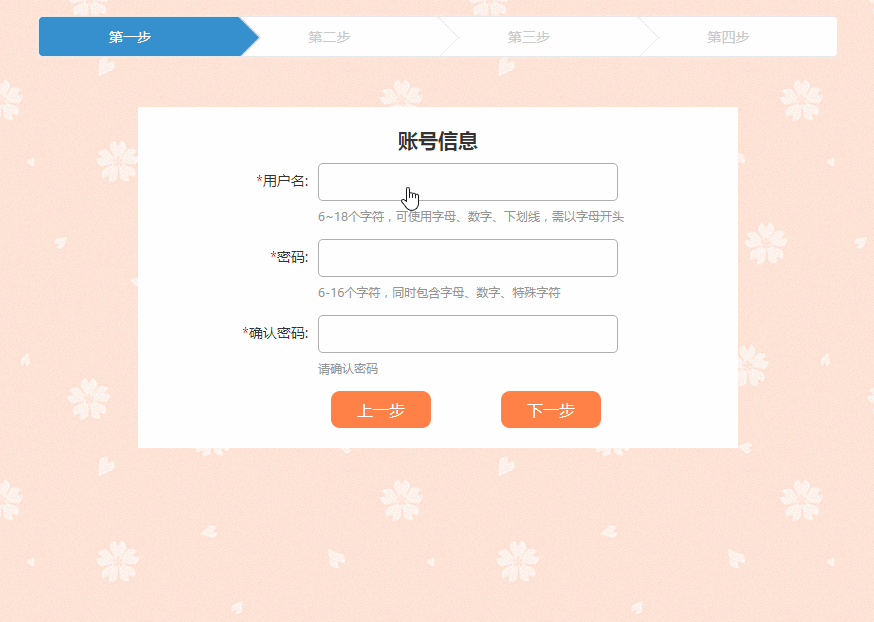 第一步 第二步 第三步 第四步
账号信息
*用户名:
6~18个字符，可使用字母、数字、下划线，需以字母开头
*密码:
6-16个字符，同时包含字母、数字、特殊字符
*确认密码:
请确认密码
上一步 下一步